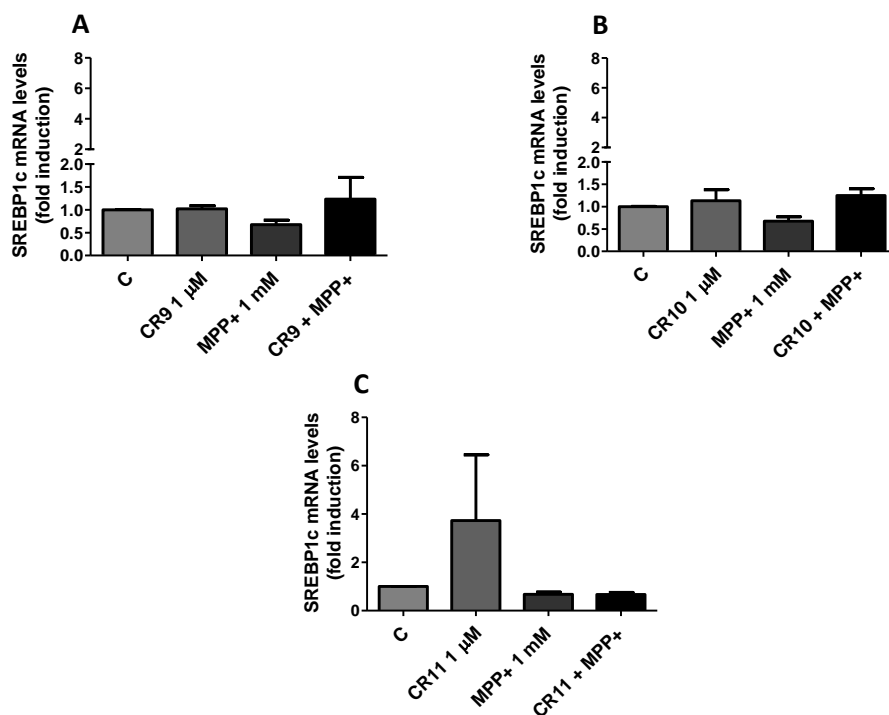 A
SREBP1c mRNA levels
(fold induction)
8
6
4
2
2.0
1.5
1.0
0.5
0.0
C
CR9 1 µM
MPP+ 1 mM
CR9 + MPP+
B
SREBP1c mRNA levels
(fold induction)
8
6
4
2
2.0
1.5
1.0
0.5
0.0
C
CR10 1 µM
MPP+ 1 mM
CR10 + MPP+
C
SREBP1c mRNA levels
(fold induction)
8
6
4
2
0
C
CR11 1 µM
MPP+ 1 mM
CR11 + MPP+